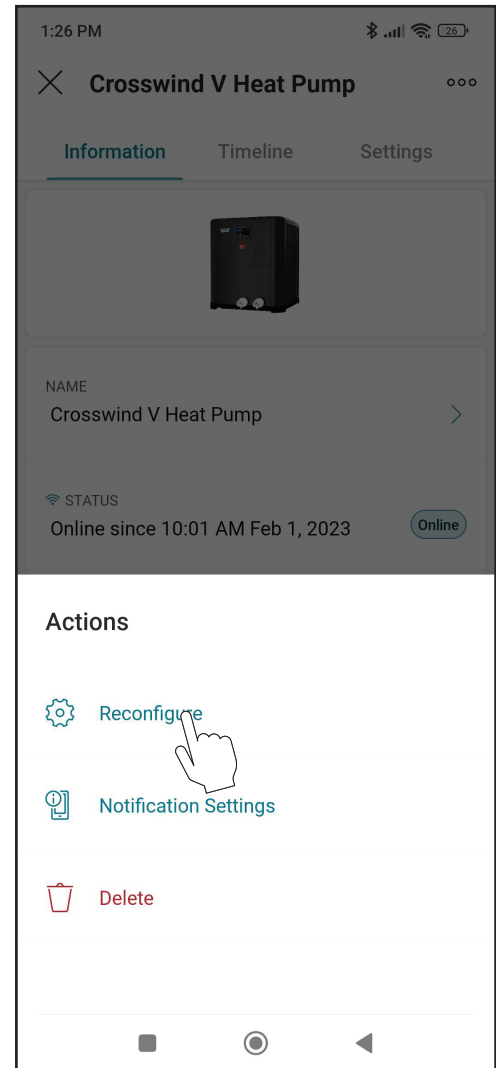 1:26 PM
26
Crosswind V Heat Pump
Information Timeline Settings
NAME
Crosswind V Heat Pump
STATUS
Online since 10:01 AM Feb 1, 2023
Online
Actions
Reconfigure
Notification Settings
Delete